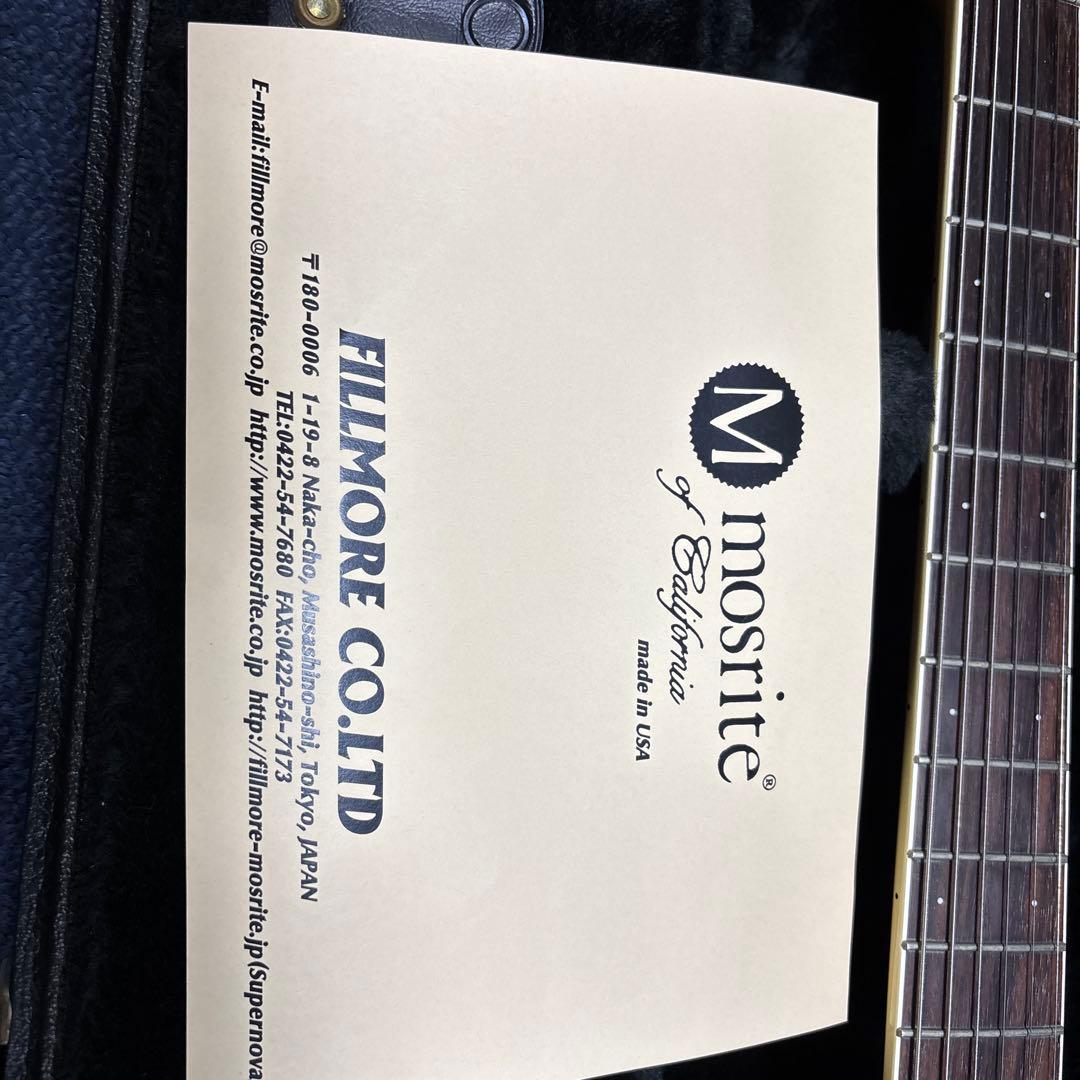 M mosrite®
of California
made in USA
FILLMORE CO.LTD
〒180-0006 1-19-8 Naka-cho, Musashino-shi, Tokyo, JAPAN
TEL:0422-54-7680 FAX:0422-54-7173
E-mail:fillmore@mosrite.co.jp http://www.mosrite.co.jp http://fillmore-mosrite.jp(Supernova